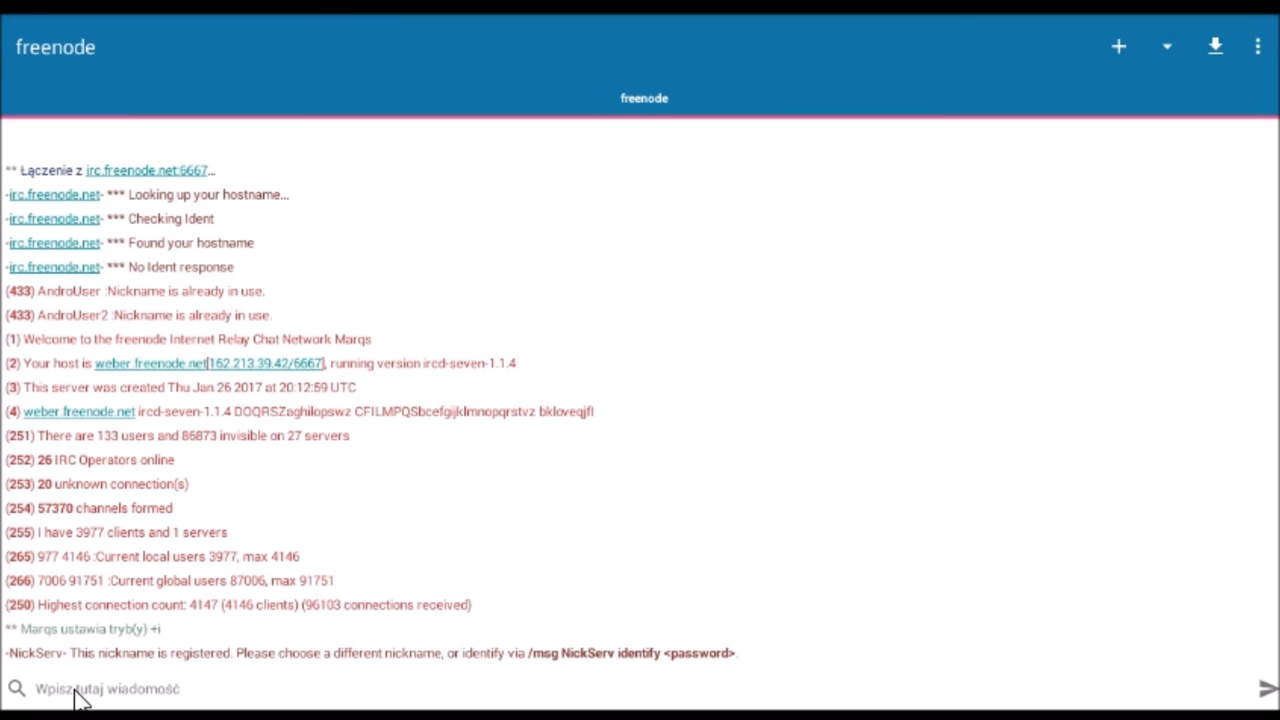 freenode
freenode
** Łączenie z irc.freenode.net:6667...
-irc.freenode.net- *** Looking up your hostname...
-irc.freenode.net- *** Checking Ident
-irc.freenode.net- *** Found your hostname
-irc.freenode.net- *** No Ident response
(433) AndroUser :Nickname is already in use.
(433) AndroUser2 :Nickname is already in use.
(1) Welcome to the freenode Internet Relay Chat Network Marqs
(2) Your host is weber.freenode.net[162.213.39.42/6667], running version ircd-seven-1.1.4
(3) This server was created Thu Jan 26 2017 at 20:12:59 UTC
(4) weber.freenode.net ircd-seven-1.1.4 DOQRSZaghilopswz CFILMPQSbcefgijklmnopqrstvz bkloveqjfI
(251) There are 133 users and 86873 invisible on 27 servers
(252) 26 IRC Operators online
(253) 20 unknown connection(s)
(254) 57370 channels formed
(255) I have 3977 clients and 1 servers
(265) 977 4146 :Current local users 3977, max 4146
(266) 7006 91751 :Current global users 87006, max 91751
(250) Highest connection count: 4147 (4146 clients) (96103 connections received)
** Marqs ustawia tryb(y) +i
-NickServ- This nickname is registered. Please choose a different nickname, or identify via /msg NickServ identify <password>.
Wpisz tutaj wiadomość